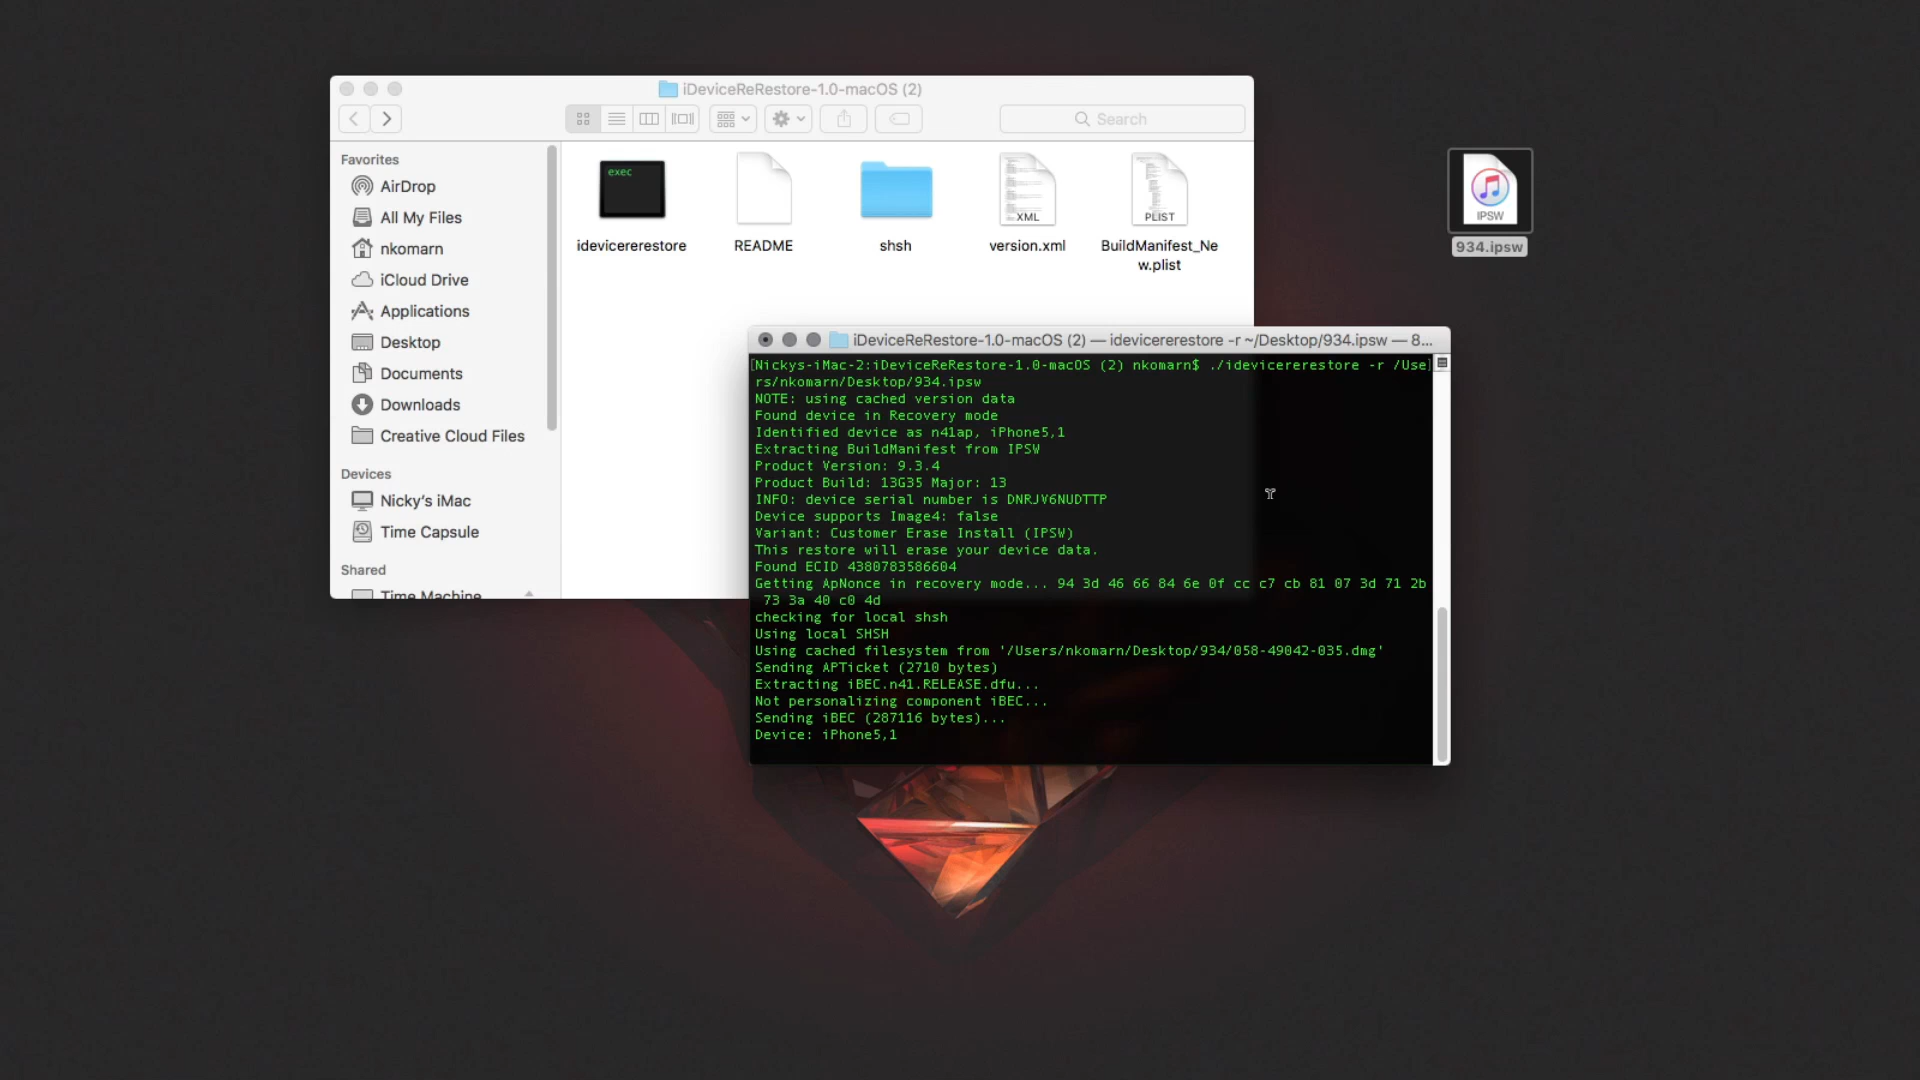 iDeviceReRestore-1.0-macOS (2)
Search
Favorites
AirDrop
All My Files
nkomarn
iCloud Drive
Applications
Desktop
Documents
Downloads
Creative Cloud Files
Devices
Nicky's iMac
Time Capsule
Shared
Time Machine
exec
idevicererestore
README
shsh
XML
version.xml
PLIST
BuildManifest_Ne
w.plist
IPSW
934.ipsw
iDeviceReRestore-1.0-macOS (2) — idevicererestore -r ~/Desktop/934.ipsw — 8...
[Nickys-iMac-2:iDeviceReRestore-1.0-macOS (2) nkomarn$ ./idevicererestore -r /Use]
rs/nkomarn/Desktop/934.ipsw
NOTE: using cached version data
Found device in Recovery mode
Identified device as n41ap, iPhone5,1
Extracting BuildManifest from IPSW
Product Version: 9.3.4
Product Build: 13G35 Major: 13
INFO: device serial number is DNRJV6NUDTTP
Device supports Image4: false
Variant: Customer Erase Install (IPSW)
This restore will erase your device data.
Found ECID 4380783586604
Getting ApNonce in recovery mode... 94 3d 46 66 84 6e 0f cc c7 cb 81 07 3d 71 2b
73 3a 40 c0 4d
checking for local shsh
Using local SHSH
Using cached filesystem from '/Users/nkomarn/Desktop/934/058-49042-035.dmg'
Sending APTicket (2710 bytes)
Extracting iBEC.n41.RELEASE.dfu...
Not personalizing component iBEC...
Sending iBEC (287116 bytes)...
Device: iPhone5,1